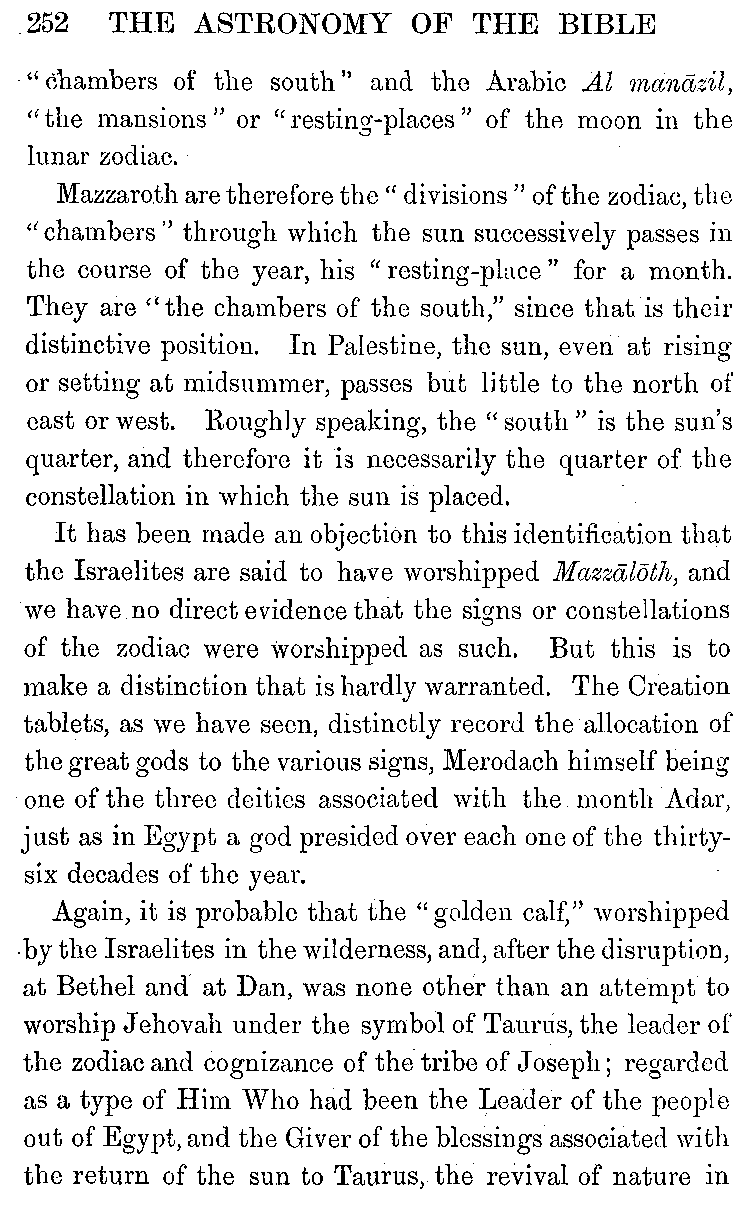 252 THE ASTRONOMY OF THE BIBLE
“chambers of the south” and the Arabic Al manāzil,
“the mansions” or “resting-places” of the moon in the
lunar zodiac.
Mazzaroth are therefore the “divisions” of the zodiac, the
“chambers” through which the sun successively passes in
the course of the year, his “resting-place” for a month.
They are “the chambers of the south,” since that is their
distinctive position. In Palestine, the sun, even at rising
or setting at midsummer, passes but little to the north of
east or west. Roughly speaking, the “south” is the sun's
quarter, and therefore it is necessarily the quarter of the
constellation in which the sun is placed.
It has been made an objection to this identification that
the Israelites are said to have worshipped Mazzālōth, and
we have no direct evidence that the signs or constellations
of the zodiac were worshipped as such. But this is to
make a distinction that is hardly warranted. The Creation
tablets, as we have seen, distinctly record the allocation of
the great gods to the various signs, Merodach himself being
one of the three deities associated with the month Adar,
just as in Egypt a god presided over each one of the thirty-
six decades of the year.
Again, it is probable that the “golden calf,” worshipped
by the Israelites in the wilderness, and, after the disruption,
at Bethel and at Dan, was none other than an attempt to
worship Jehovah under the symbol of Taurus, the leader of
the zodiac and cognizance of the tribe of Joseph; regarded
as a type of Him Who had been the Leader of the people
out of Egypt, and the Giver of the blessings associated with
the return of the sun to Taurus, the revival of nature in